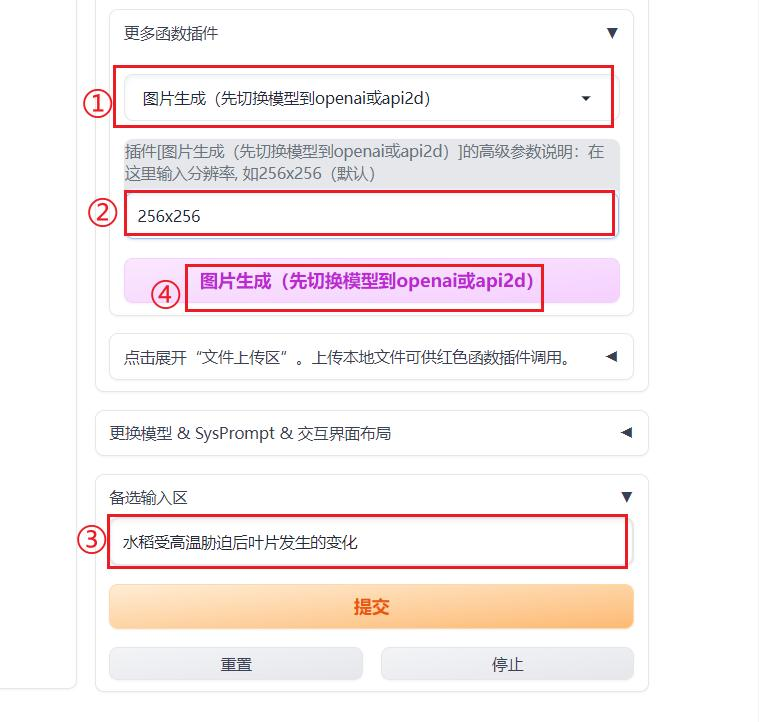 更多函数插件 ▼
① 图片生成（先切换模型到openai或api2d）
插件[图片生成（先切换模型到openai或api2d）]的高级参数说明：在
这里输入分辨率, 如256x256（默认）
② 256x256
④ 图片生成（先切换模型到openai或api2d）
点击展开“文件上传区”。上传本地文件可供红色函数插件调用。 ◀
更换模型 & SysPrompt & 交互界面布局 ◀
备选输入区 ▼
③ 水稻受高温胁迫后叶片发生的变化
提交
重置 停止